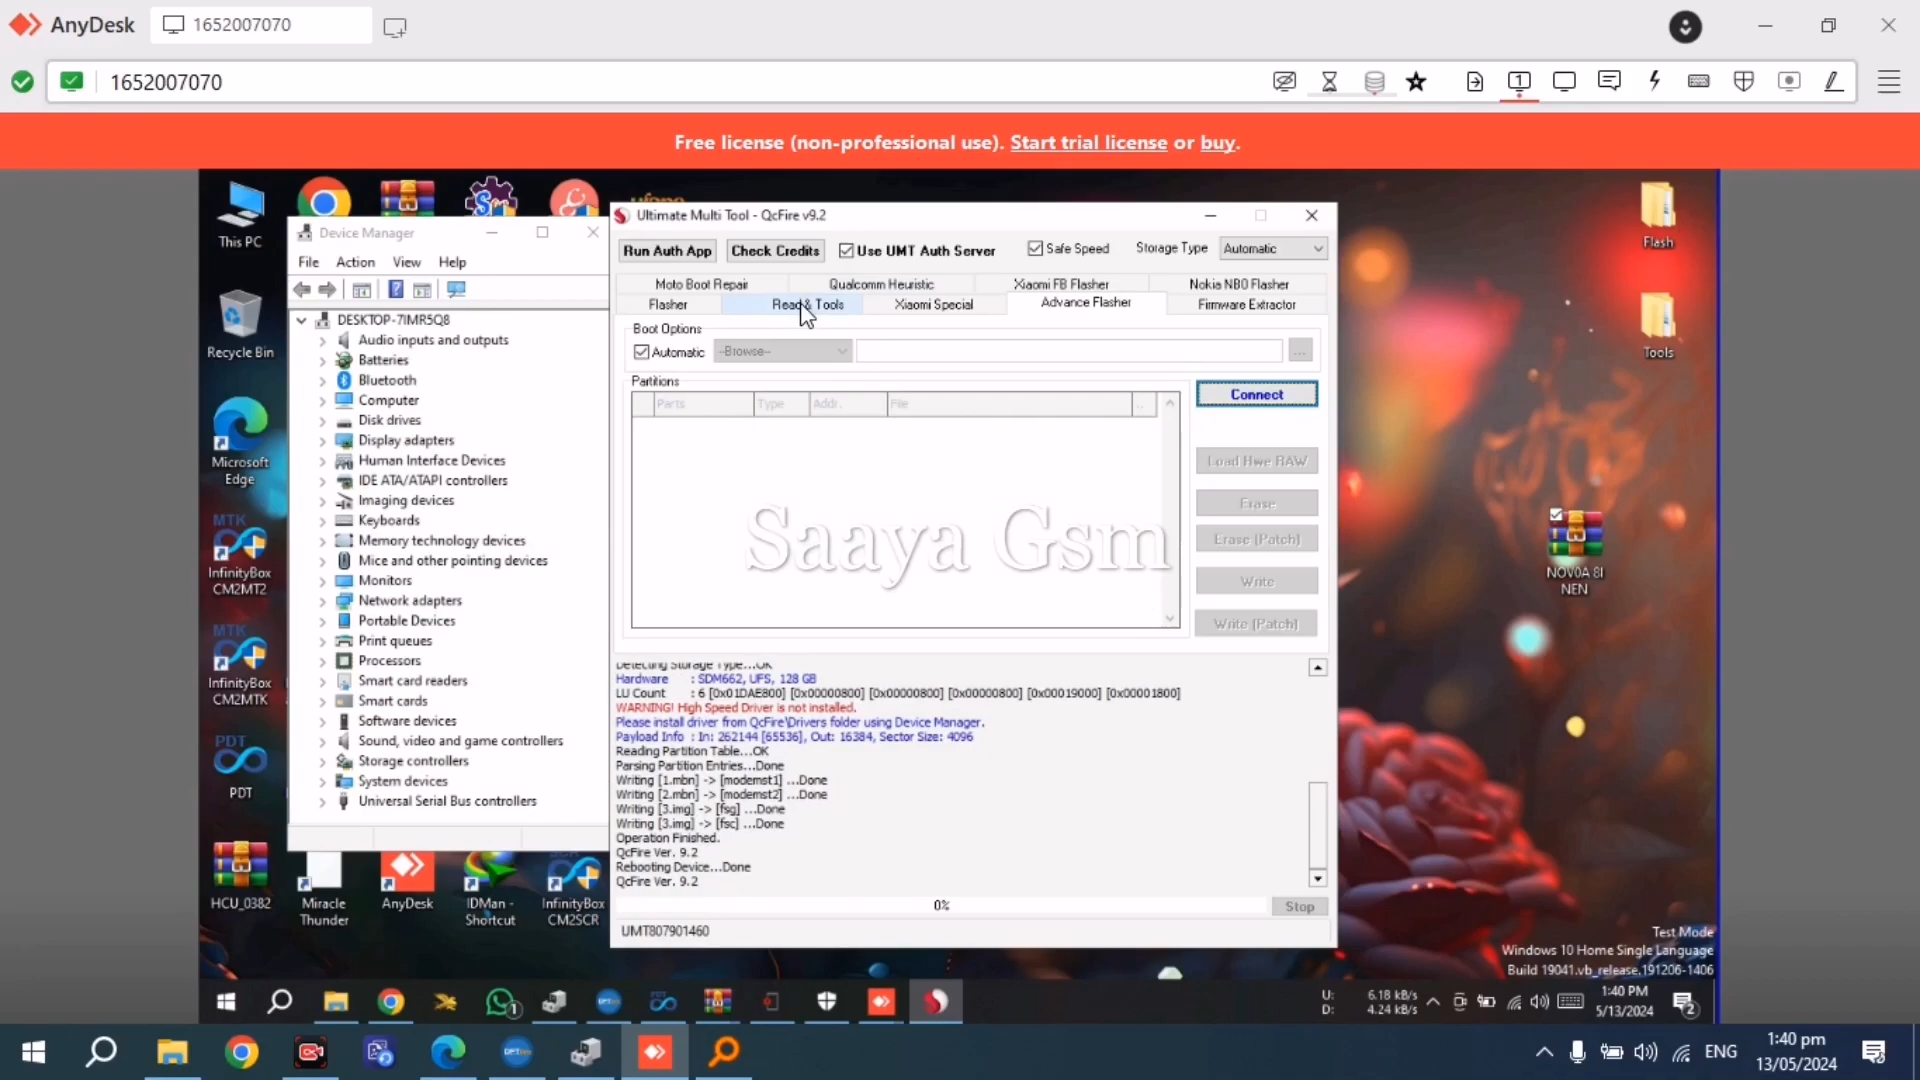 AnyDesk
1652007070
1652007070
Free license (non-professional use). Start trial license or buy.
This PC
Recycle Bin
Microsoft Edge
InfinityBox CM2MT2
InfinityBox CM2MTK
PDT
HCU_0382
Miracle Thunder
AnyDesk
IDMan - Shortcut
InfinityBox CM2SCR
Device Manager
File Action View Help
DESKTOP-7IMR5Q8
Audio inputs and outputs
Batteries
Bluetooth
Computer
Disk drives
Display adapters
Human Interface Devices
IDE ATA/ATAPI controllers
Imaging devices
Keyboards
Memory technology devices
Mice and other pointing devices
Monitors
Network adapters
Portable Devices
Print queues
Processors
Smart card readers
Smart cards
Software devices
Sound, video and game controllers
Storage controllers
System devices
Universal Serial Bus controllers
Ultimate Multi Tool - QcFire v9.2
Run Auth App Check Credits Use UMT Auth Server Safe Speed Storage Type Automatic
Moto Boot Repair Qualcomm Heuristic Xiaomi FB Flasher Nokia NB0 Flasher
Flasher Read & Tools Xiaomi Special Advance Flasher Firmware Extractor
Boot Options
Automatic --Browse-- ...
Partitions
Parts Type Addr. File ..
Connect
Load Hwe RAW
Erase
Erase (Patch)
Write
Write (Patch)
Saaya Gsm
Detecting Storage Type...OK
Hardware : SDM662, UFS, 128 GB
LU Count : 6 [0x01DAE800] [0x00000800] [0x00000800] [0x00000800] [0x00019000] [0x00001800]
WARNING! High Speed Driver is not installed.
Please install driver from QcFire\Drivers folder using Device Manager.
Payload Info : In: 262144 [65536], Out: 16384, Sector Size: 4096
Reading Partition Table...OK
Parsing Partition Entries...Done
Writing [1.mbn] -> [modemst1] ...Done
Writing [2.mbn] -> [modemst2] ...Done
Writing [3.img] -> [fsg] ...Done
Writing [3.img] -> [fsc] ...Done
Operation Finished.
QcFire Ver. 9.2
Rebooting Device...Done
QcFire Ver. 9.2
0% Stop
UMT807901460
Flash
Tools
NOV0A 8I NEN
Test Mode
Windows 10 Home Single Language
Build 19041.vb_release.191206-1406
U: 6.18 kB/s
D: 4.24 kB/s
1:40 PM
5/13/2024
2
ENG
1:40 pm
13/05/2024